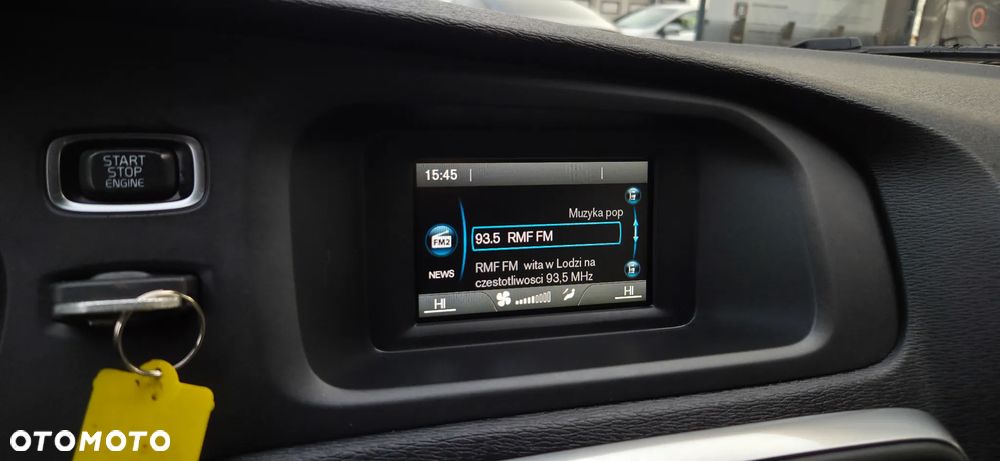 START
STOP
ENGINE
15:45
Muzyka pop
FM2
93.5 RMF FM
NEWS
RMF FM wita w Lodzi na
czestotliwosci 93,5 MHz
HI
HI
OTOMOTO